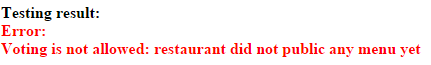 Testing result:
Error:
Voting is not allowed: restaurant did not public any menu yet